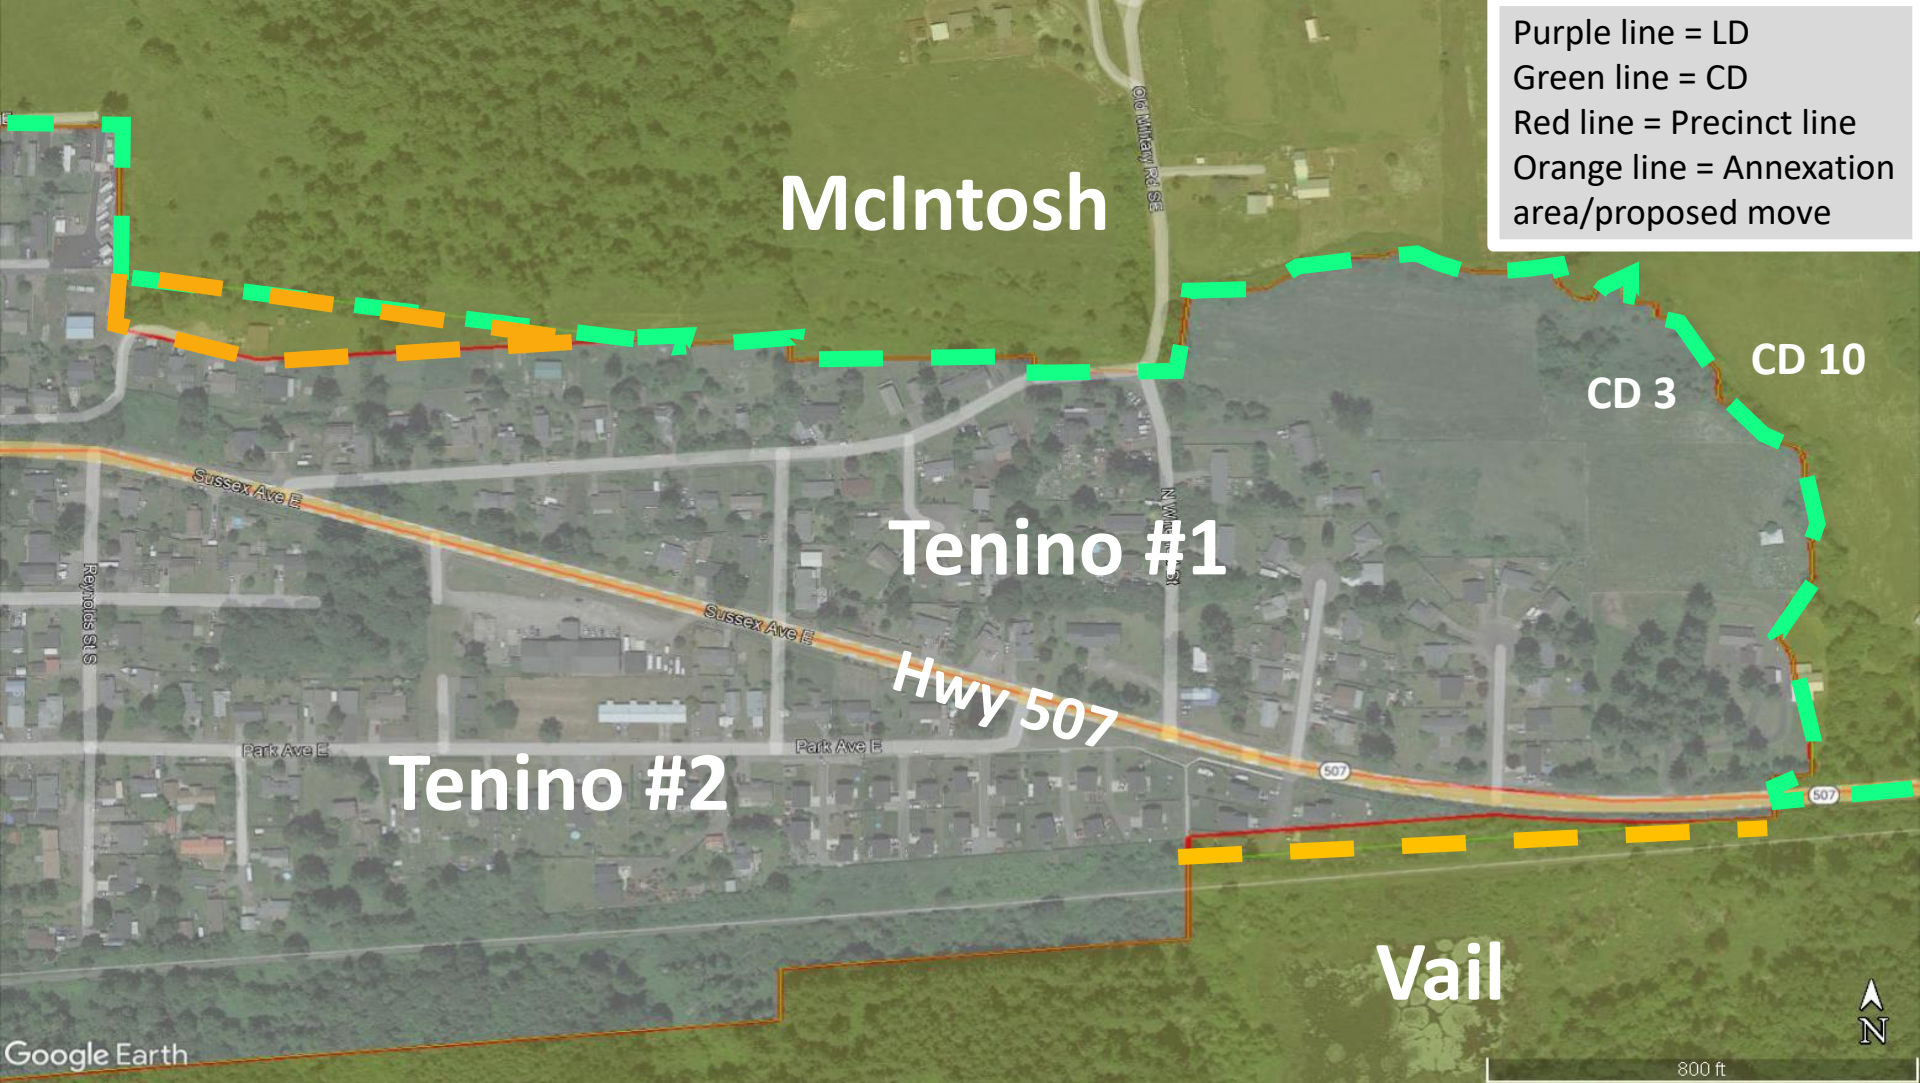 Purple line = LD
Green line = CD
Red line = Precinct line
Orange line = Annexation
area/proposed move
Old Military Rd SE
McIntosh
CD 10
CD 3
Sussex Ave E
Tenino #1
Reynolds St S
Sussex Ave E
Hwy 507
Park Ave E
Park Ave E
Tenino #2
507
507
Vail
N
Google Earth
800 ft